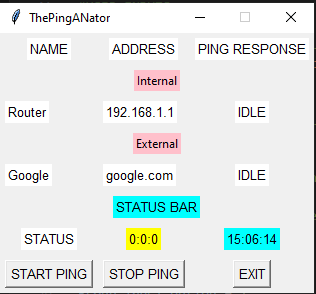 ThePingANator
NAME ADDRESS PING RESPONSE
Internal
Router 192.168.1.1 IDLE
External
Google google.com IDLE
STATUS BAR
STATUS 0:0:0 15:06:14
START PING STOP PING EXIT